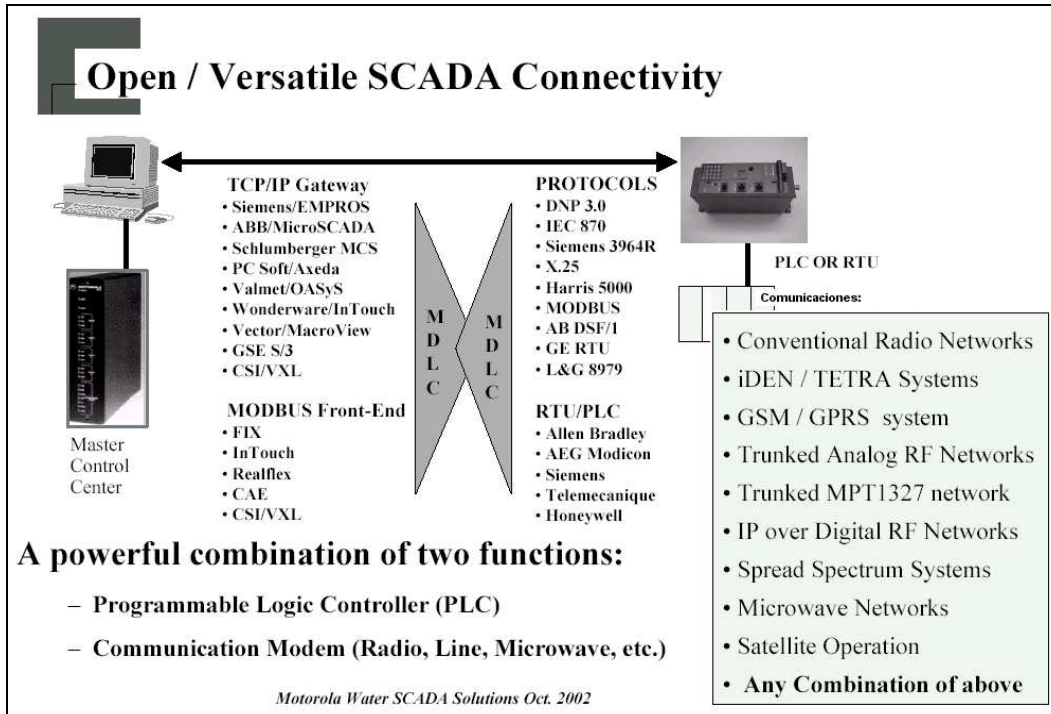 Open / Versatile SCADA Connectivity
TCP/IP Gateway
• Siemens/EMPROS
• ABB/MicroSCADA
• Schlumberger MCS
• PC Soft/Axeda
• Valmet/OASyS
• Wonderware/InTouch
• Vector/MacroView
• GSE S/3
• CSI/VXL
MODBUS Front-End
• FIX
• InTouch
• Realflex
• CAE
• CSI/VXL
Master
Control
Center
M
D
L
C
M
D
L
C
PROTOCOLS
• DNP 3.0
• IEC 870
• Siemens 3964R
• X.25
• Harris 5000
• MODBUS
• AB DSF/1
• GE RTU
• L&G 8979
RTU/PLC
• Allen Bradley
• AEG Modicon
• Siemens
• Telemecanique
• Honeywell
PLC OR RTU
Comunicaciones:
• Conventional Radio Networks
• iDEN / TETRA Systems
• GSM / GPRS system
• Trunked Analog RF Networks
• Trunked MPT1327 network
• IP over Digital RF Networks
• Spread Spectrum Systems
• Microwave Networks
• Satellite Operation
• Any Combination of above
A powerful combination of two functions:
– Programmable Logic Controller (PLC)
– Communication Modem (Radio, Line, Microwave, etc.)
Motorola Water SCADA Solutions Oct. 2002